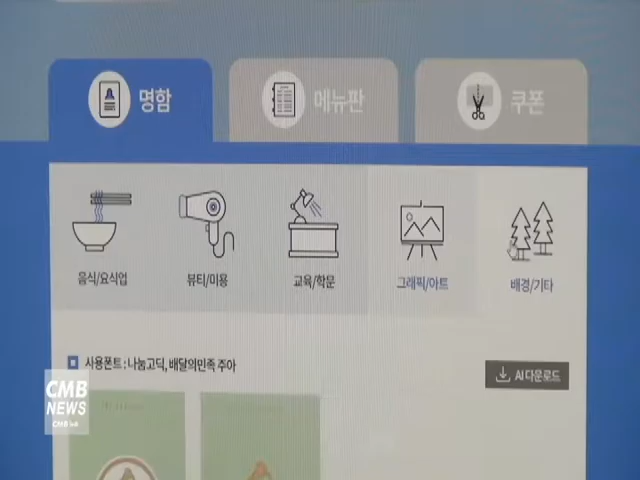 명함
메뉴판
쿠폰
음식/요식업
뷰티/미용
교육/학문
그래픽/아트
배경/기타
사용폰트 : 나눔고딕, 배달의민족 주아
AI 다운로드
CMB
NEWS